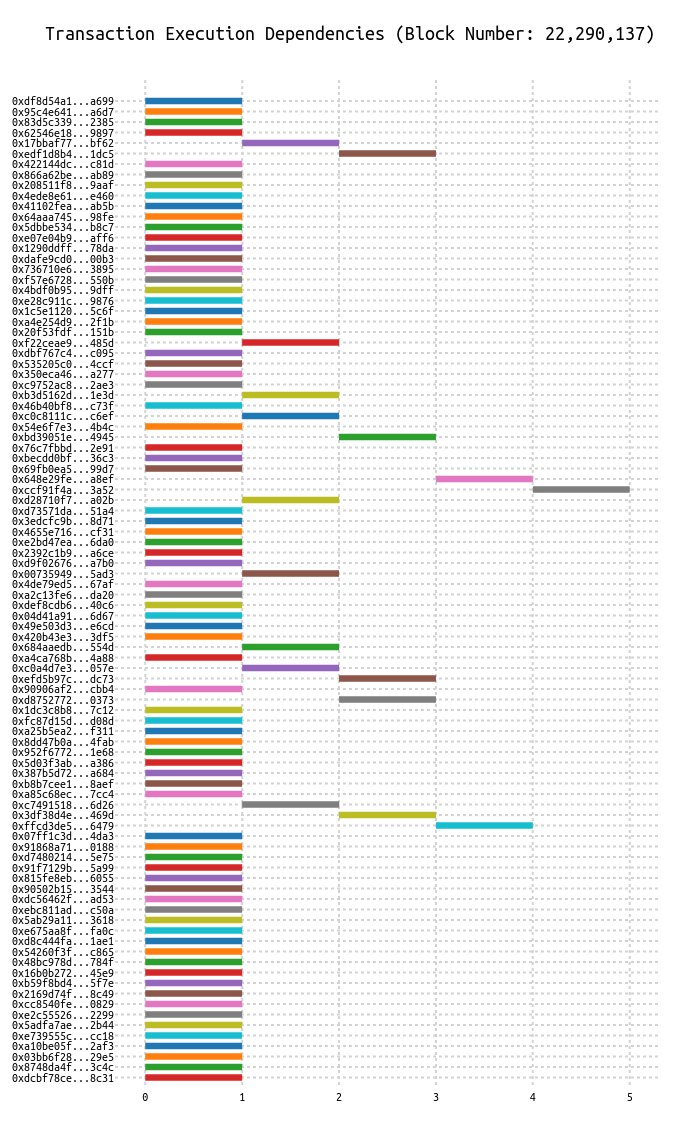 Transaction Execution Dependencies (Block Number: 22,290,137)
0xdf8d54a1...a699
0x95c4e641...a6d7
0x83d5c339...2385
0x62546e18...9897
0x17bbaf77...bf62
0xedf1d8b4...1dc5
0x422144dc...c81d
0x866a62be...ab89
0x208511f8...9aaf
0x4ede8e61...e460
0x41102fea...ab5b
0x64aaa745...98fe
0x5dbbe534...b8c7
0xe07e04b9...aff6
0x1290ddff...78da
0xdafe9cd0...00b3
0x736710e6...3895
0xf57e6728...550b
0x4bdf0b95...9dff
0xe28c911c...9876
0x1c5e1120...5c6f
0xa4e254d9...2f1b
0x20f53fdf...151b
0xf22ceae9...485d
0xdbf767c4...c095
0x535205c0...4ccf
0x350eca46...a277
0xc9752ac8...2ae3
0xb3d5162d...1e3d
0x46b40bf8...c73f
0xc0c8111c...c6ef
0x54e6f7e3...4b4c
0xbd39051e...4945
0x76c7fbbd...2e91
0xbecdd0bf...36c3
0x69fb0ea5...99d7
0x648e29fe...a8ef
0xccf91f4a...3a52
0xd28710f7...a02b
0xd73571da...51a4
0x3edcfc9b...8d71
0x4655e716...cf31
0xe2bd47ea...6da0
0x2392c1b9...a6ce
0xd9f02676...a7b0
0x00735949...5ad3
0x4de79ed5...67af
0xa2c13fe6...da20
0xdef8cdb6...40c6
0x04d41a91...6d67
0x49e503d3...e6cd
0x420b43e3...3df5
0x684aaedb...554d
0xa4ca768b...4a88
0xc0a4d7e3...057e
0xefd5b97c...dc73
0x90906af2...cbb4
0xd8752772...0373
0x1dc3c8b8...7c12
0xfc87d15d...d08d
0xa25b5ea2...f311
0x8dd47b0a...4fab
0x952f6772...1e68
0x5d03f3ab...a386
0x387b5d72...a684
0xb8b7cee1...8aef
0xa85c68ec...7cc4
0xc7491518...6d26
0x3df38d4e...469d
0xffcd3de5...6479
0x07ff1c3d...4da3
0x91868a71...0188
0xd7480214...5e75
0x91f7129b...5a99
0x815fe8eb...6055
0x90502b15...3544
0xdc56462f...ad53
0xebc811ad...c50a
0x5ab29a11...3618
0xe675aa8f...fa0c
0xd8c444fa...1ae1
0x54260f3f...c865
0x48bc978d...784f
0x16b0b272...45e9
0xb59f8bd4...5f7e
0x2169d74f...8c49
0xcc8540fe...0829
0xe2c55526...2299
0x5adfa7ae...2b44
0xe739555c...cc18
0xa10be05f...2af3
0x03bb6f28...29e5
0x8748da4f...3c4c
0xdcbf78ce...8c31
0 1 2 3 4 5